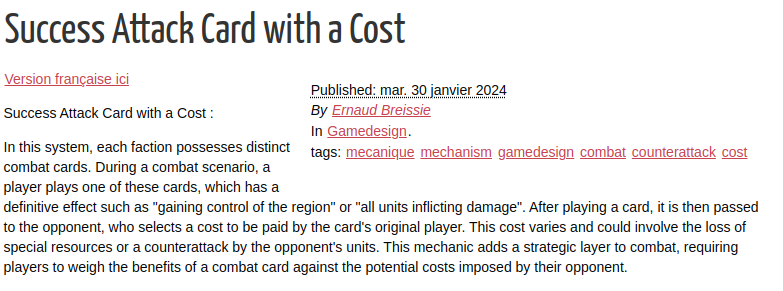 Success Attack Card with a Cost
Version française ici
Published: mar. 30 janvier 2024
By Ernaud Breissie
In Gamedesign.
tags: mecanique mechanism gamedesign combat counterattack cost
Success Attack Card with a Cost :
In this system, each faction possesses distinct
combat cards. During a combat scenario, a
player plays one of these cards, which has a
definitive effect such as "gaining control of the region" or "all units inflicting damage". After playing a card, it is then passed
to the opponent, who selects a cost to be paid by the card's original player. This cost varies and could involve the loss of
special resources or a counterattack by the opponent's units. This mechanic adds a strategic layer to combat, requiring
players to weigh the benefits of a combat card against the potential costs imposed by their opponent.